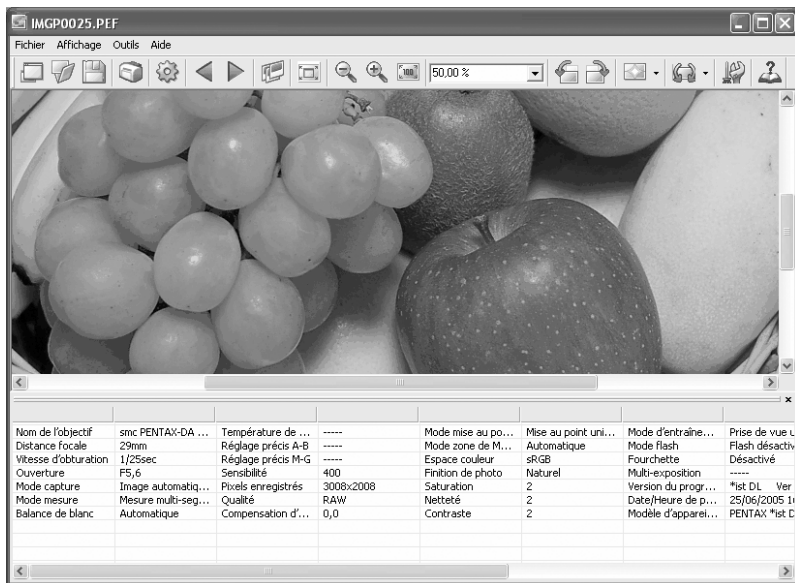 IMGP0025.PEF
Fichier Affichage Outils Aide
100 50,00 %
Nom de l'objectif smc PENTAX-DA ... Température de ... ----- Mode mise au po... Mise au point uni... Mode d'entraîne... Prise de vue u
Distance focale 29mm Réglage précis A-B ----- Mode zone de M... Automatique Mode flash Flash désactiv
Vitesse d'obturation 1/25sec Réglage précis M-G ----- Espace couleur sRGB Fourchette Désactivé
Ouverture F5,6 Sensibilité 400 Finition de photo Naturel Multi-exposition -----
Mode capture Image automatiq... Pixels enregistrés 3008x2008 Saturation 2 Version du progr... *ist DL Ver
Mode mesure Mesure multi-seg... Qualité RAW Netteté 2 Date/Heure de p... 25/06/2005
Balance de blanc Automatique Compensation d'... 0,0 Contraste 2 Modèle d'apparei... PENTAX *ist D